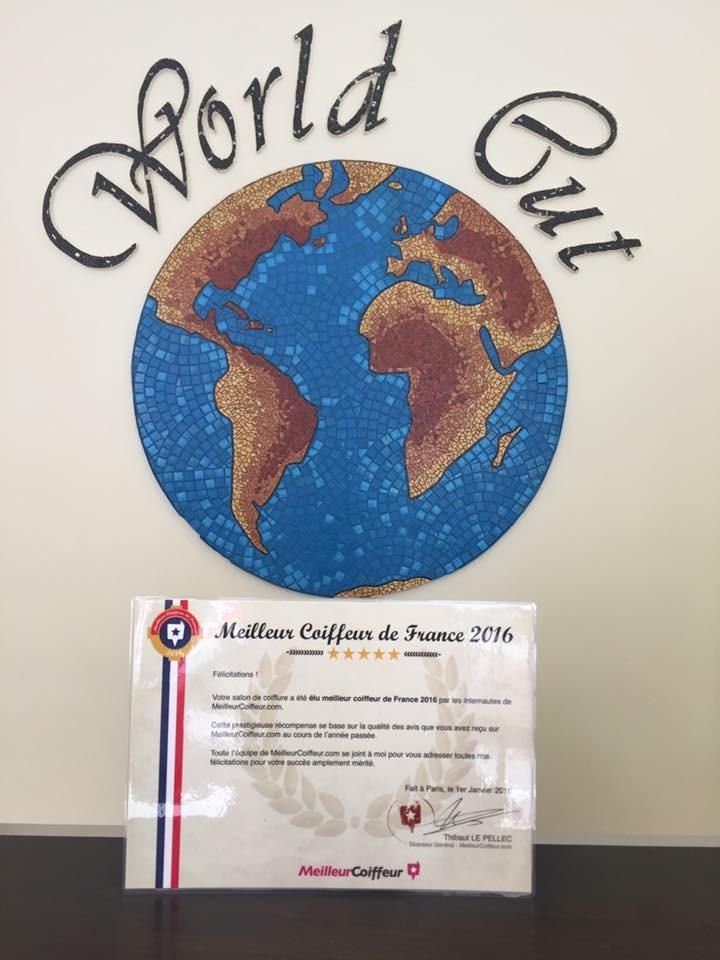 World Cut
Meilleur Coiffeur de France 2016
Félicitations !
Votre salon de coiffure a été élu meilleur coiffeur de France 2016 par les internautes de
MeilleurCoiffeur.com.
Cette prestigieuse récompense se base sur la qualité des avis que vous avez reçu sur
MeilleurCoiffeur.com au cours de l'année passée.
Toute l'équipe de MeilleurCoiffeur.com se joint à moi pour vous adresser toutes nos
félicitations pour votre succès amplement mérité.
Fait à Paris, le 1er Janvier 2016
Thibaut LE PELLEC
Directeur Général - MeilleurCoiffeur.com
MeilleurCoiffeur